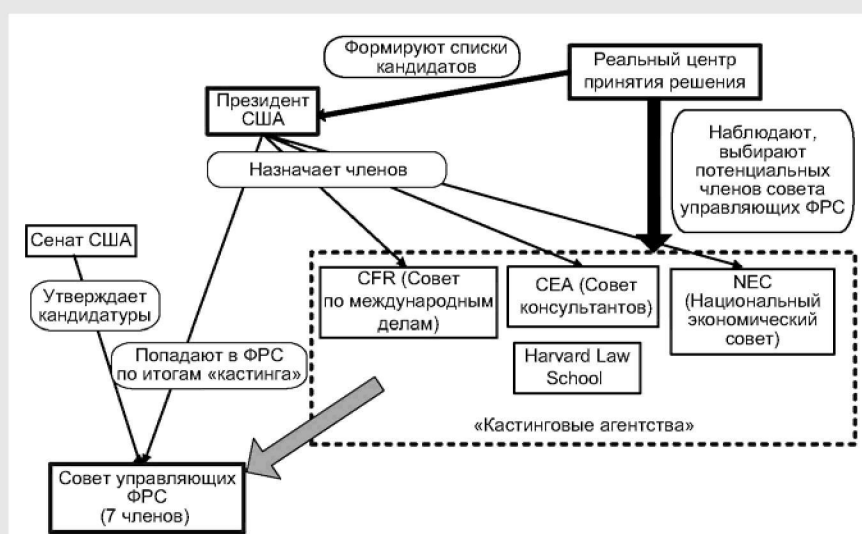 Формируют списки
кандидатов
Реальный центр
принятия решения
Президент
США
Наблюдают,
выбирают
потенциальных
членов совета
управляющих ФРС
Назначает членов
Сенат США
CFR (Совет
по международным
делам)
CEA (Совет
консультантов)
NEC
(Национальный
экономический
совет)
Утверждает
кандидатуры
Попадают в ФРС
по итогам «кастинга»
Harvard Law
School
«Кастинговые агентства»
Совет управляющих
ФРС
(7 членов)